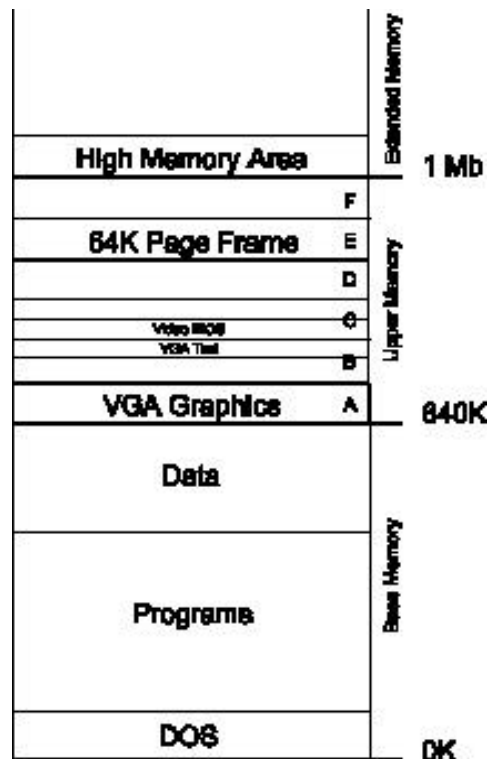 Extended Memory
High Memory Area
1 Mb
F
64K Page Frame
E
D
Upper Memory
C
Video BIOS
VGA Text
B
VGA Graphics
A
640K
Data
Base Memory
Programs
DOS
0K